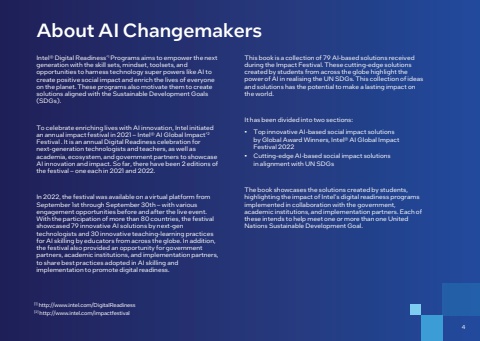 About AI Changemakers
Intel® Digital Readiness⁽¹⁾ Programs aims to empower the next
generation with the skill sets, mindset, toolsets, and
opportunities to harness technology super powers like AI to
create positive social impact and enrich the lives of everyone
on the planet. These programs also motivate them to create
solutions aligned with the Sustainable Development Goals
(SDGs).
To celebrate enriching lives with AI innovation, Intel initiated
an annual impact festival in 2021 – Intel® AI Global Impact⁽²⁾
Festival . It is an annual Digital Readiness celebration for
next-generation technologists and teachers, as well as
academia, ecosystem, and government partners to showcase
AI innovation and impact. So far, there have been 2 editions of
the festival – one each in 2021 and 2022.
In 2022, the festival was available on a virtual platform from
September 1st through September 30th – with various
engagement opportunities before and after the live event.
With the participation of more than 80 countries, the festival
showcased 79 innovative AI solutions by next-gen
technologists and 30 innovative teaching-learning practices
for AI skilling by educators from across the globe. In addition,
the festival also provided an opportunity for government
partners, academic institutions, and implementation partners,
to share best practices adopted in AI skilling and
implementation to promote digital readiness.
⁽¹⁾ http://www.intel.com/DigitalReadiness
⁽²⁾ http://www.intel.com/impactfestival
This book is a collection of 79 AI-based solutions received
during the Impact Festival. These cutting-edge solutions
created by students from across the globe highlight the
power of AI in realising the UN SDGs. This collection of ideas
and solutions has the potential to make a lasting impact on
the world.
It has been divided into two sections:
• Top innovative AI-based social impact solutions
by Global Award Winners, Intel® AI Global Impact
Festival 2022
• Cutting-edge AI-based social impact solutions
in alignment with UN SDGs
The book showcases the solutions created by students,
highlighting the impact of Intel's digital readiness programs
implemented in collaboration with the government,
academic institutions, and implementation partners. Each of
these intends to help meet one or more than one United
Nations Sustainable Development Goal.
4